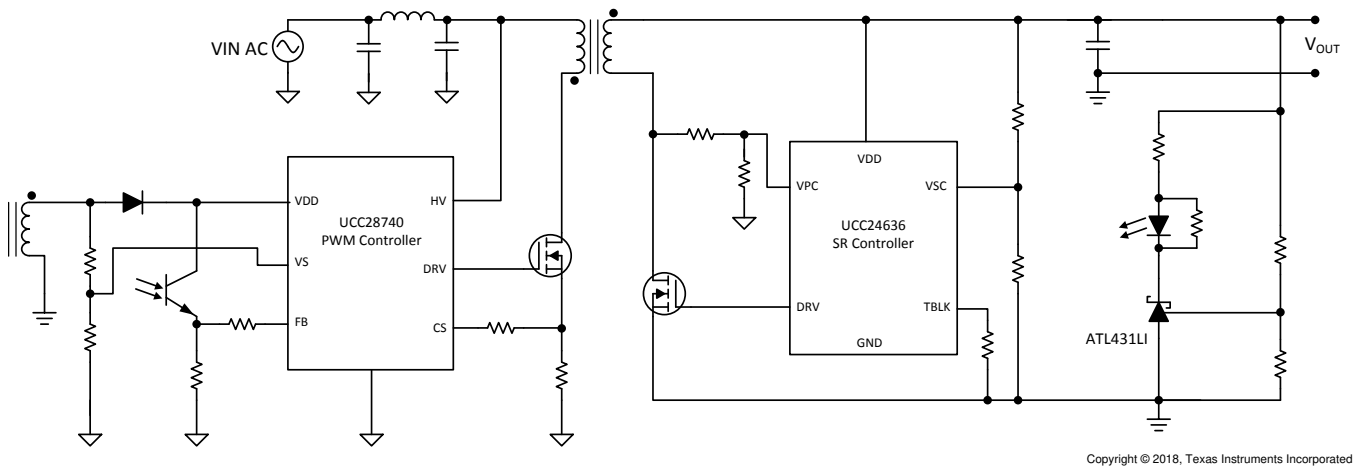 VIN AC
VOUT
UCC28740
PWM Controller
VDD
HV
VS
DRV
FB
CS
UCC24636
SR Controller
VDD
VPC
VSC
DRV
TBLK
GND
ATL431LI
Copyright © 2018, Texas Instruments Incorporated